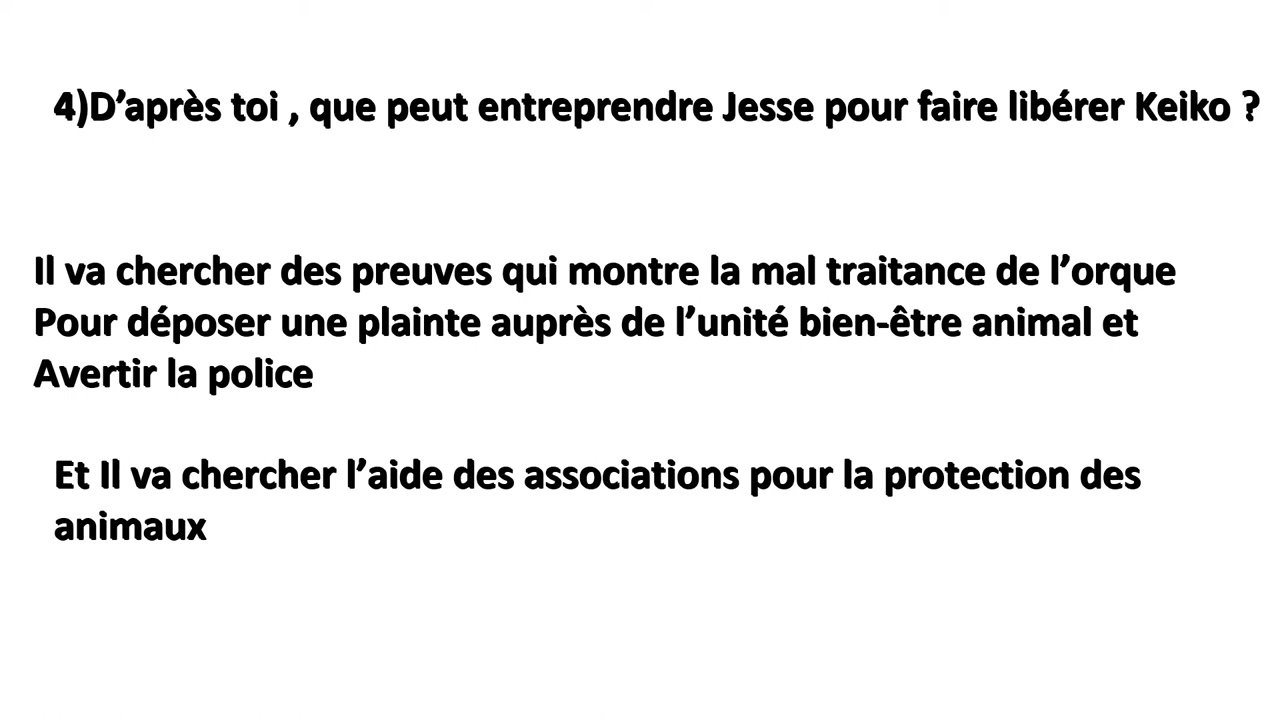 4)D’après toi , que peut entreprendre Jesse pour faire libérer Keiko ?
Il va chercher des preuves qui montre la mal traitance de l’orque
Pour déposer une plainte auprès de l’unité bien-être animal et
Avertir la police
Et Il va chercher l’aide des associations pour la protection des
animaux